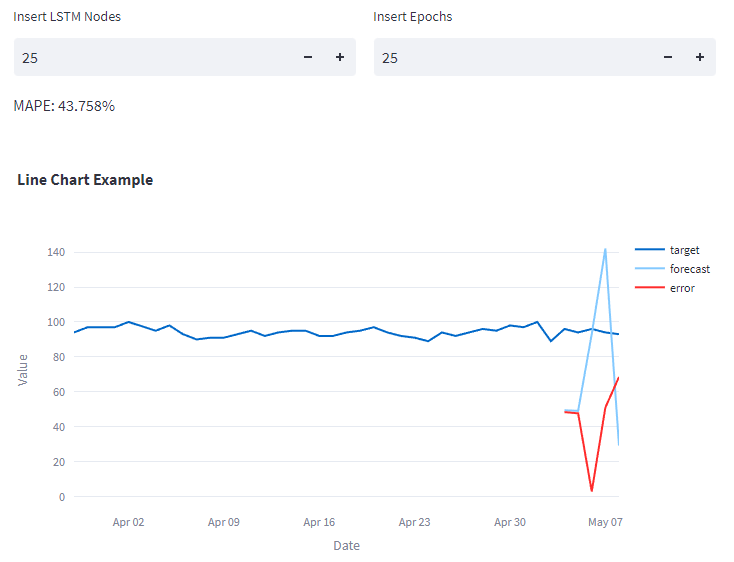 Insert LSTM Nodes
Insert Epochs
25 − +
25 − +
MAPE: 43.758%
Line Chart Example
target
forecast
error
140
120
100
80
60
40
20
0
Value
Apr 02 Apr 09 Apr 16 Apr 23 Apr 30 May 07
Date